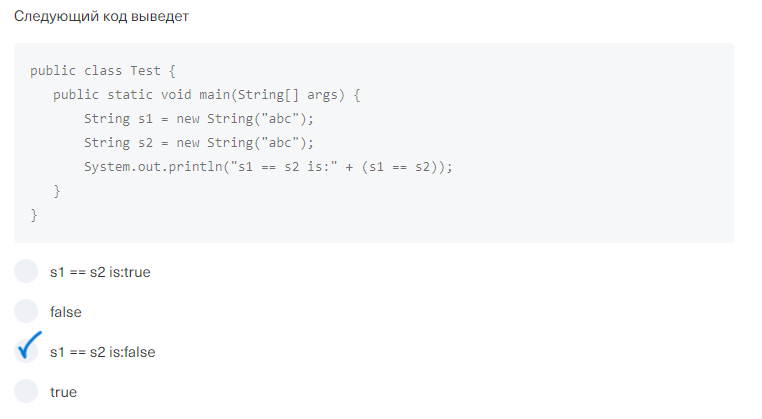 Следующий код выведет
public class Test {
public static void main(String[] args) {
String s1 = new String("abc");
String s2 = new String("abc");
System.out.println("s1 == s2 is:" + (s1 == s2));
}
}
s1 == s2 is:true
false
s1 == s2 is:false
true